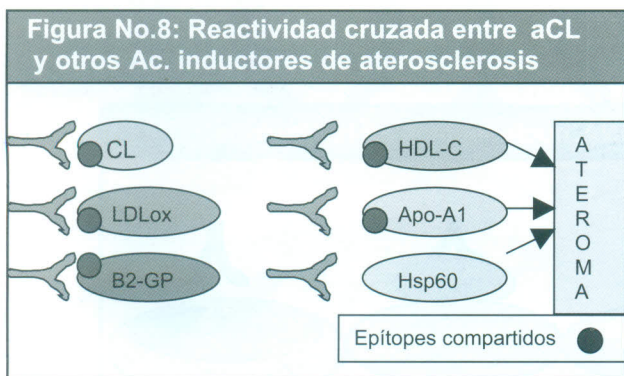 Figura No.8: Reactividad cruzada entre aCL
y otros Ac. inductores de aterosclerosis
CL
HDL-C
LDLox
Apo-A1
B2-GP
Hsp60
ATEROMA
Epítopes compartidos